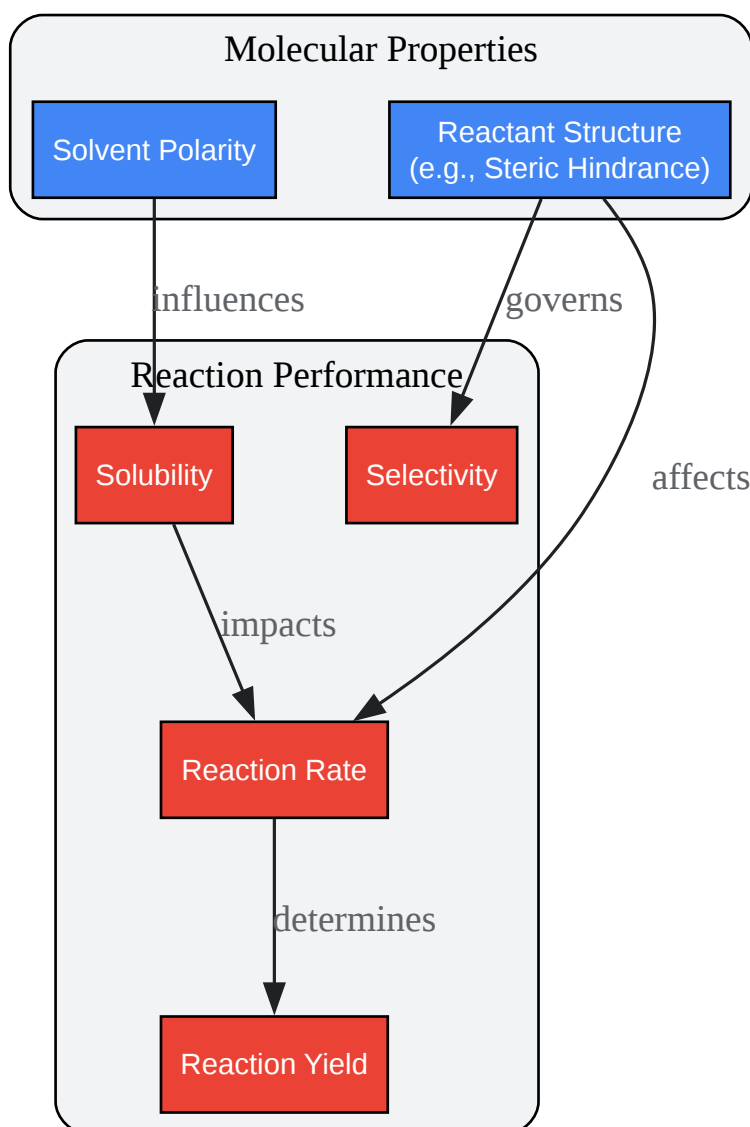 Molecular Properties
Solvent Polarity
Reactant Structure
(e.g., Steric Hindrance)
influences
governs
Reaction Performance
Solubility
Selectivity
affects
impacts
Reaction Rate
determines
Reaction Yield